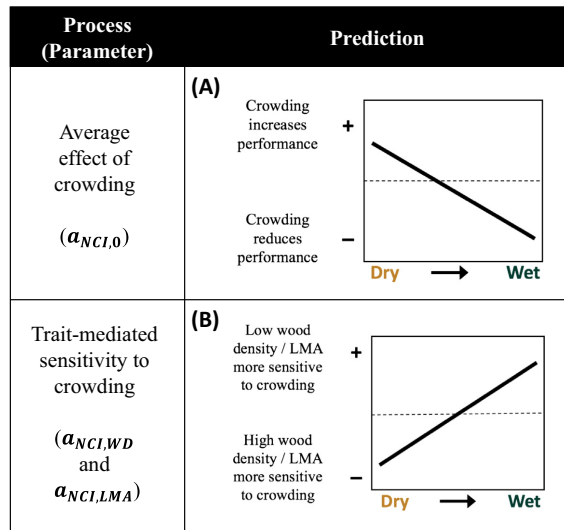 Process
(Parameter)
Prediction
Average
effect of
crowding
(a_{NCI,0})
(A)
Crowding
increases
performance
+
Crowding
reduces
performance
–
Dry → Wet
Trait-mediated
sensitivity to
crowding
(a_{NCI,WD}
and
a_{NCI,LMA})
(B)
Low wood
density / LMA
more sensitive
to crowding
+
High wood
density / LMA
more sensitive
to crowding
–
Dry → Wet